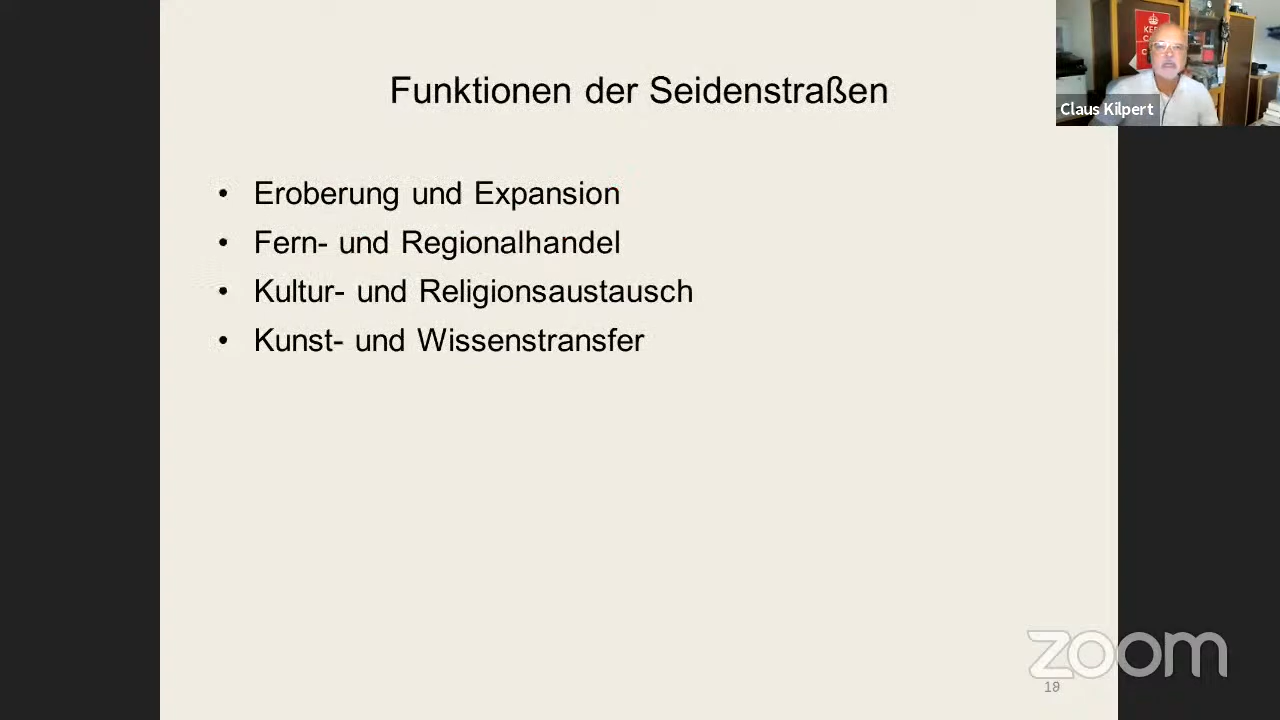 Funktionen der Seidenstraßen
Claus Kilpert
• Eroberung und Expansion
• Fern- und Regionalhandel
• Kultur- und Religionsaustausch
• Kunst- und Wissenstransfer
zoom